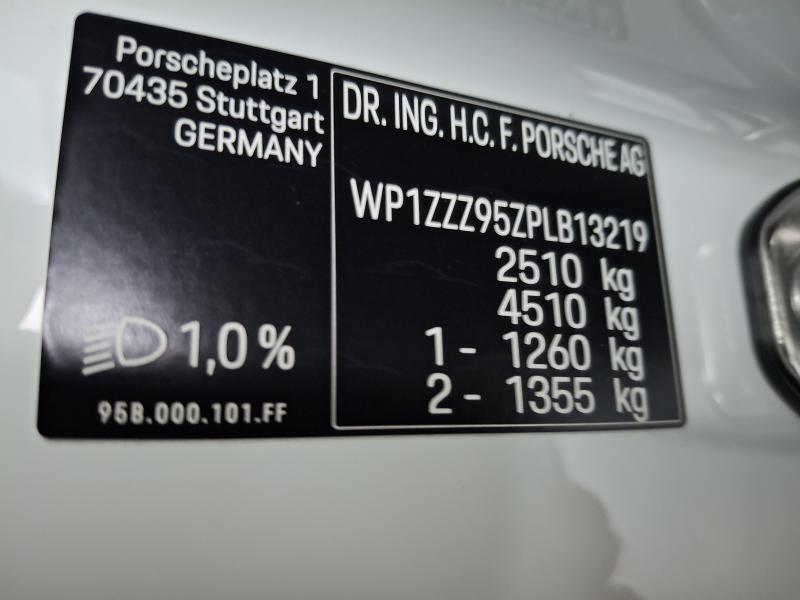 Porscheplatz 1
70435 Stuttgart
GERMANY
1,0%
95B.000.101.FF
DR. ING. H.C. F. PORSCHE AG
WP1ZZZ95ZPLB13219
2510 kg
4510 kg
1 - 1260 kg
2 - 1355 kg